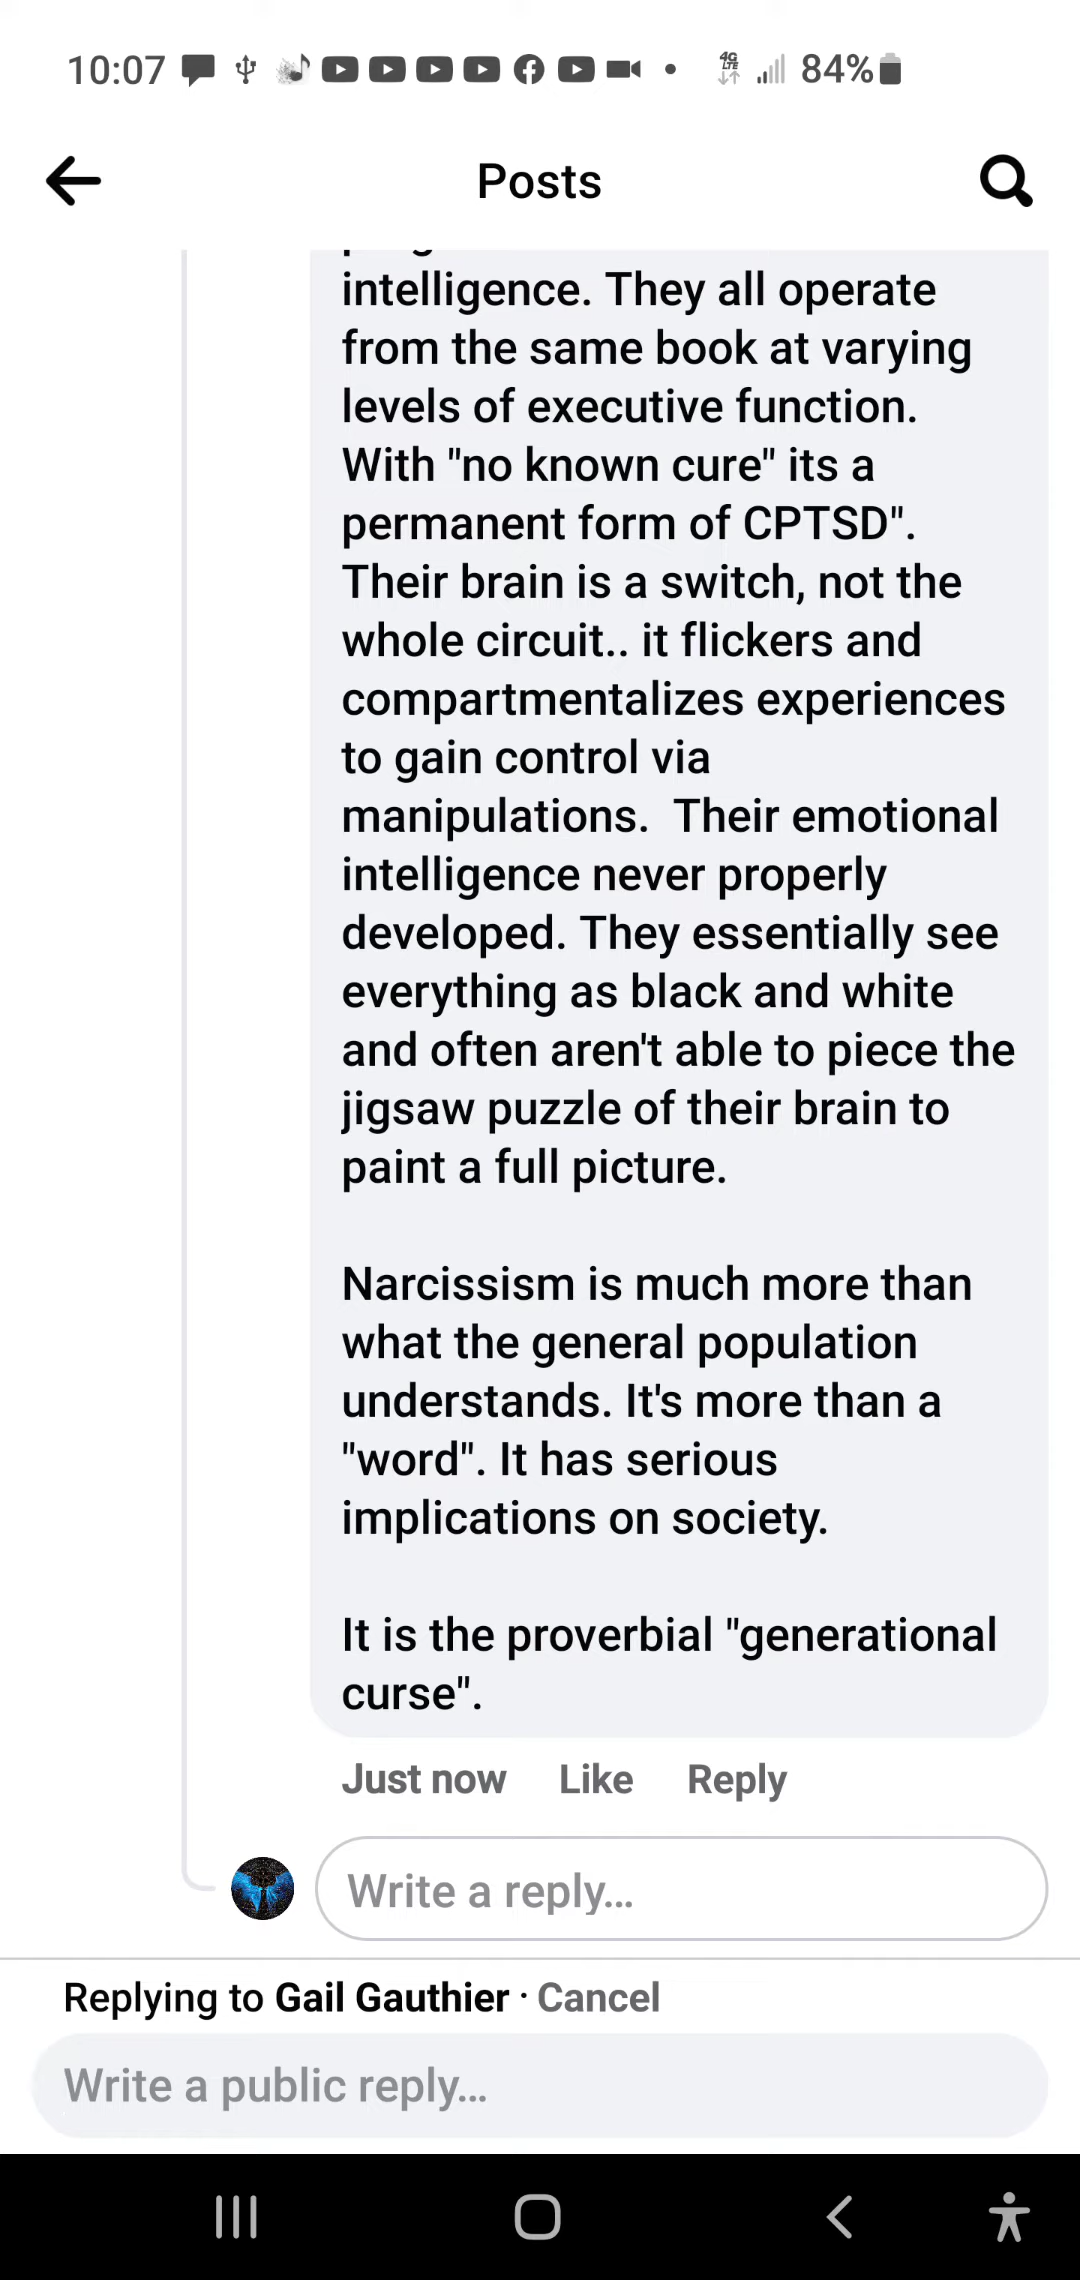 10:07
4G
LTE
84%
Posts
intelligence. They all operate
from the same book at varying
levels of executive function.
With "no known cure" its a
permanent form of CPTSD".
Their brain is a switch, not the
whole circuit.. it flickers and
compartmentalizes experiences
to gain control via
manipulations.  Their emotional
intelligence never properly
developed. They essentially see
everything as black and white
and often aren't able to piece the
jigsaw puzzle of their brain to
paint a full picture.
Narcissism is much more than
what the general population
understands. It's more than a
"word". It has serious
implications on society.
It is the proverbial "generational
curse".
Just now Like Reply
Write a reply...
Replying to Gail Gauthier · Cancel
Write a public reply...